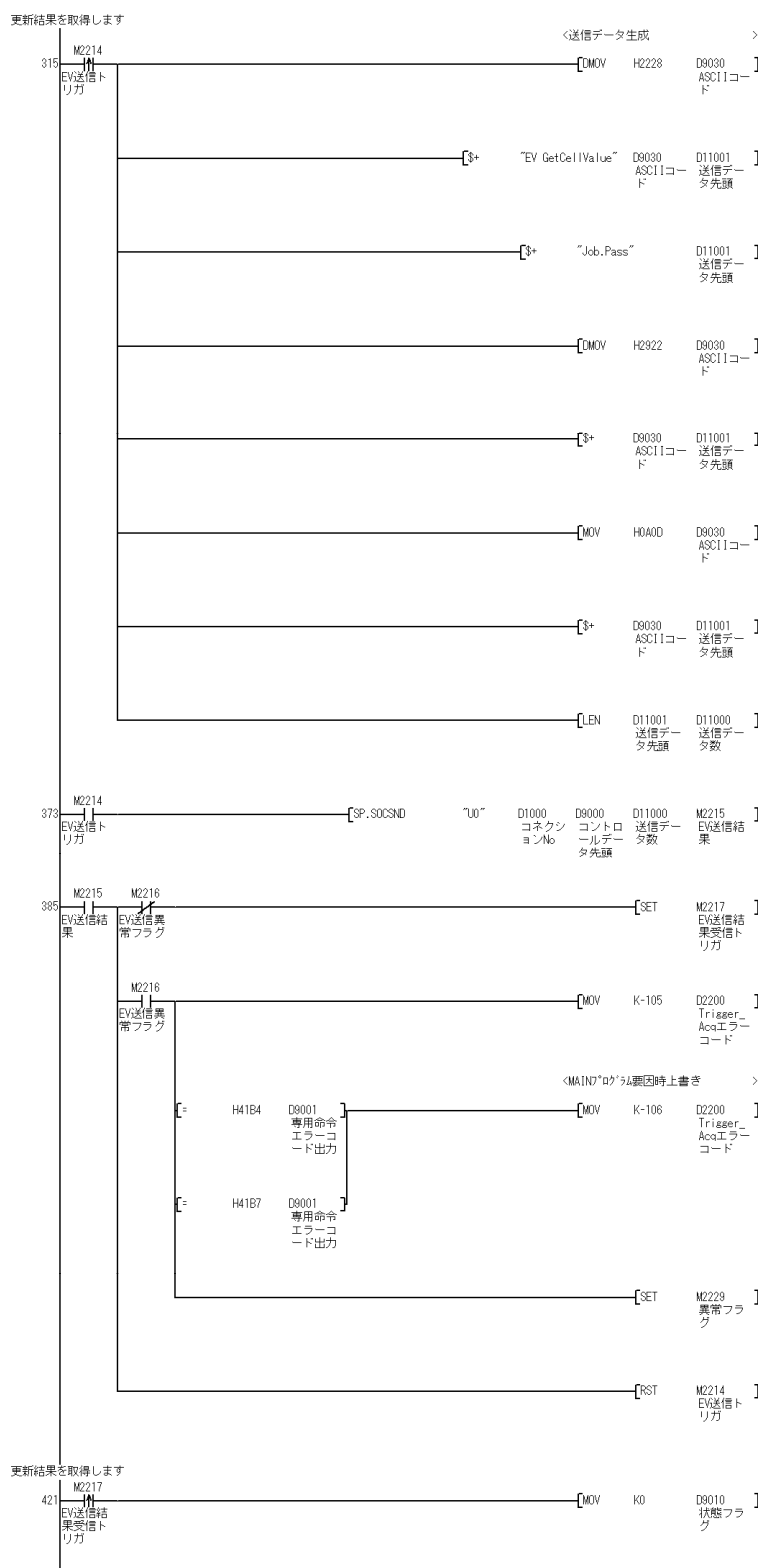 更新結果を取得します
<送信データ生成 >
M2214
315 DMOV H2228 D9030
EV送信ト ASCIIコー
リガ ド
$+ "EV GetCellValue" D9030 D11001
ASCIIコー 送信デー
ド タ先頭
$+ "Job.Pass" D11001
送信デー
タ先頭
DMOV H2922 D9030
ASCIIコー
ド
$+ D9030 D11001
ASCIIコー 送信デー
ド タ先頭
MOV H0A0D D9030
ASCIIコー
ド
$+ D9030 D11001
ASCIIコー 送信デー
ド タ先頭
LEN D11001 D11000
送信デー 送信デー
タ先頭 タ数
M2214
373 SP.SOCSND "U0" D1000 D9000 D11000 M2215
EV送信ト コネクシ コントロ 送信デー EV送信結
リガ ョンNo ールデー タ数 果
タ先頭
M2215 M2216
385 SET M2217
EV送信結 EV送信異 EV送信結
果 常フラグ 果受信ト
リガ
M2216
MOV K-105 D2200
EV送信異 Trigger_
常フラグ Acqエラー
コード
<MAINプログラム要因時上書き >
= H41B4 D9001 MOV K-106 D2200
専用命令 Trigger_
エラーコ Acqエラー
ード出力 コード
= H41B7 D9001
専用命令
エラーコ
ード出力
SET M2229
異常フラ
グ
RST M2214
EV送信ト
リガ
更新結果を取得します
M2217
421 MOV K0 D9010
EV送信結 状態フラ
果受信ト グ
リガ